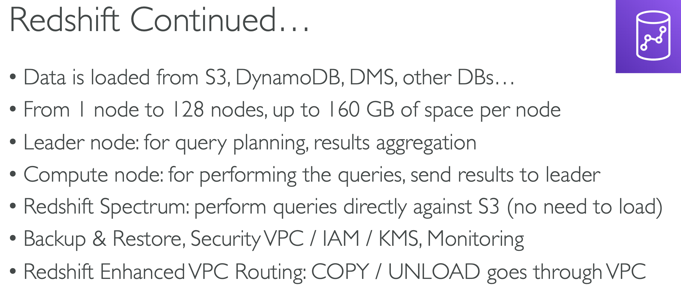 Redshift Continued…
• Data is loaded from S3, DynamoDB, DMS, other DBs…
• From 1 node to 128 nodes, up to 160 GB of space per node
• Leader node: for query planning, results aggregation
• Compute node: for performing the queries, send results to leader
• Redshift Spectrum: perform queries directly against S3 (no need to load)
• Backup & Restore, Security VPC / IAM / KMS, Monitoring
• Redshift Enhanced VPC Routing: COPY / UNLOAD goes through VPC